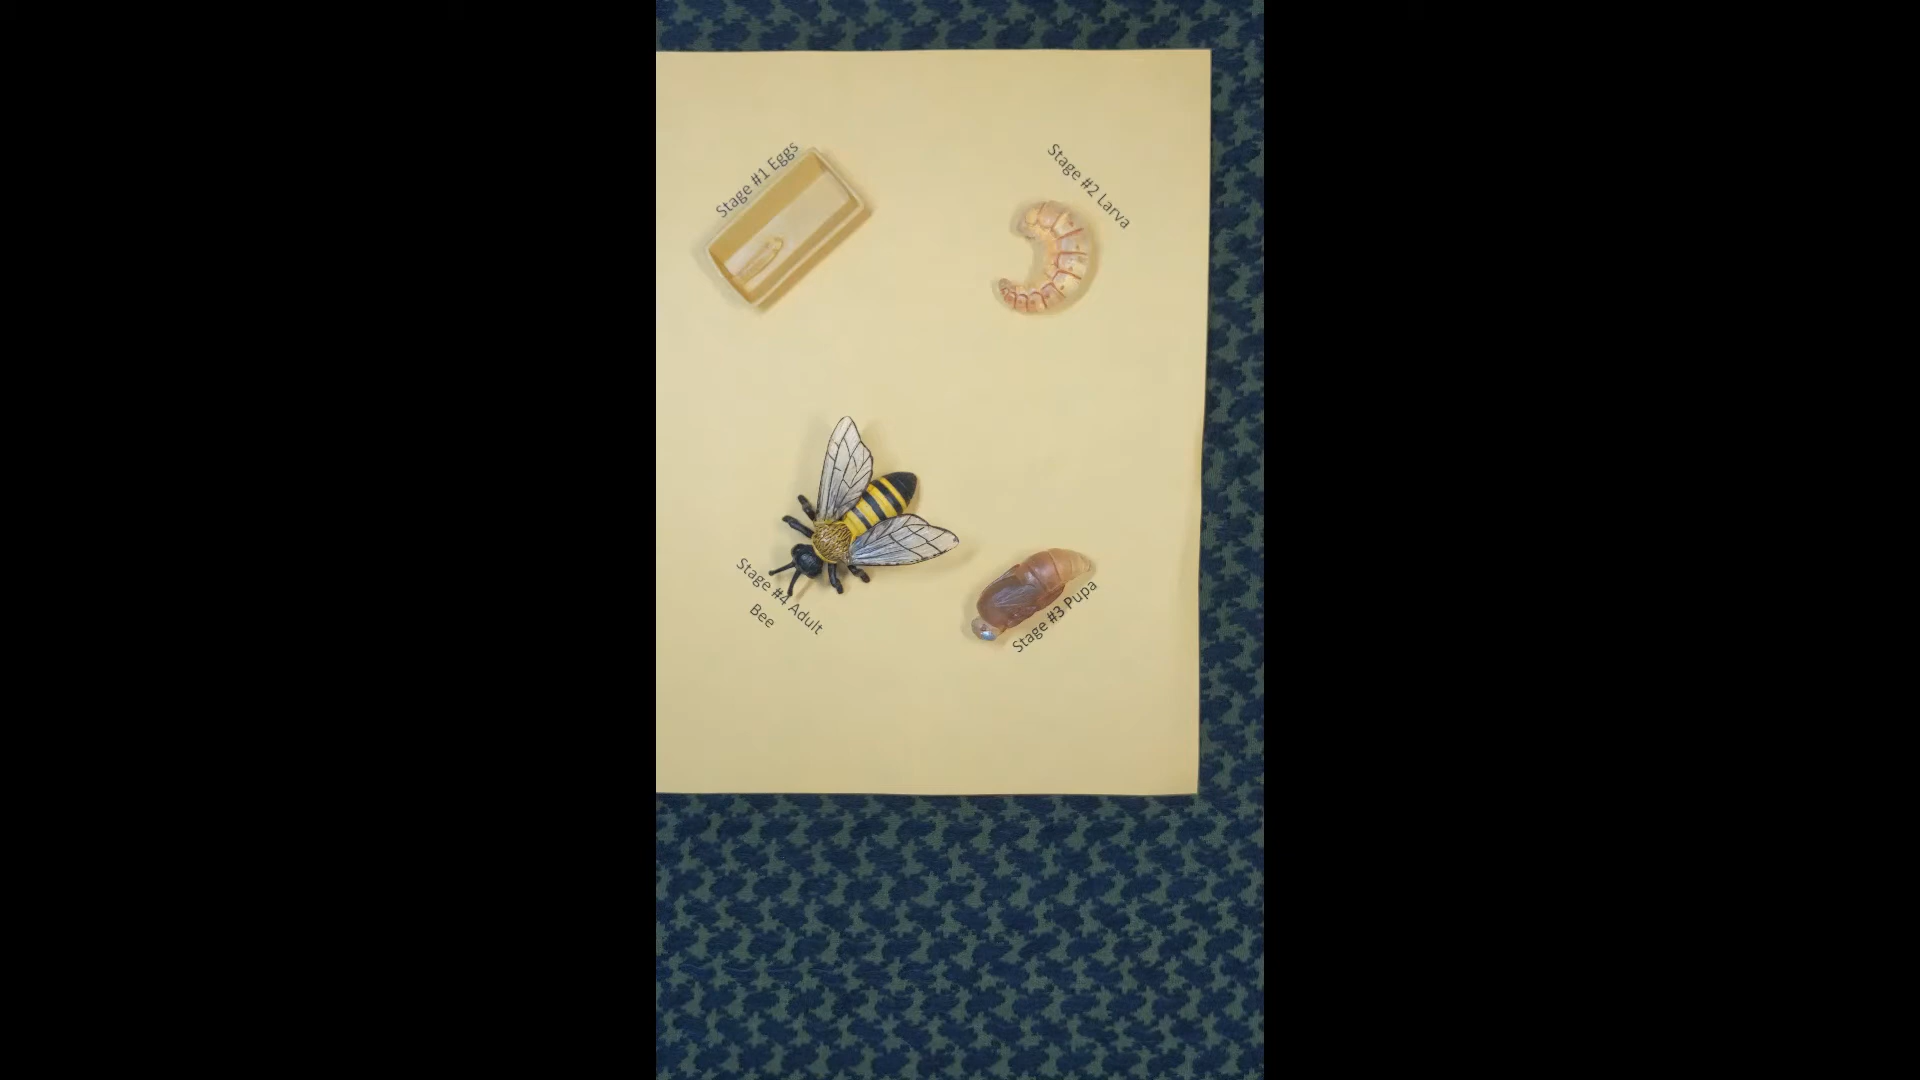 Stage #1 Eggs
Stage #2 Larva
Stage #3 Pupa
Stage #4 Adult
Bee